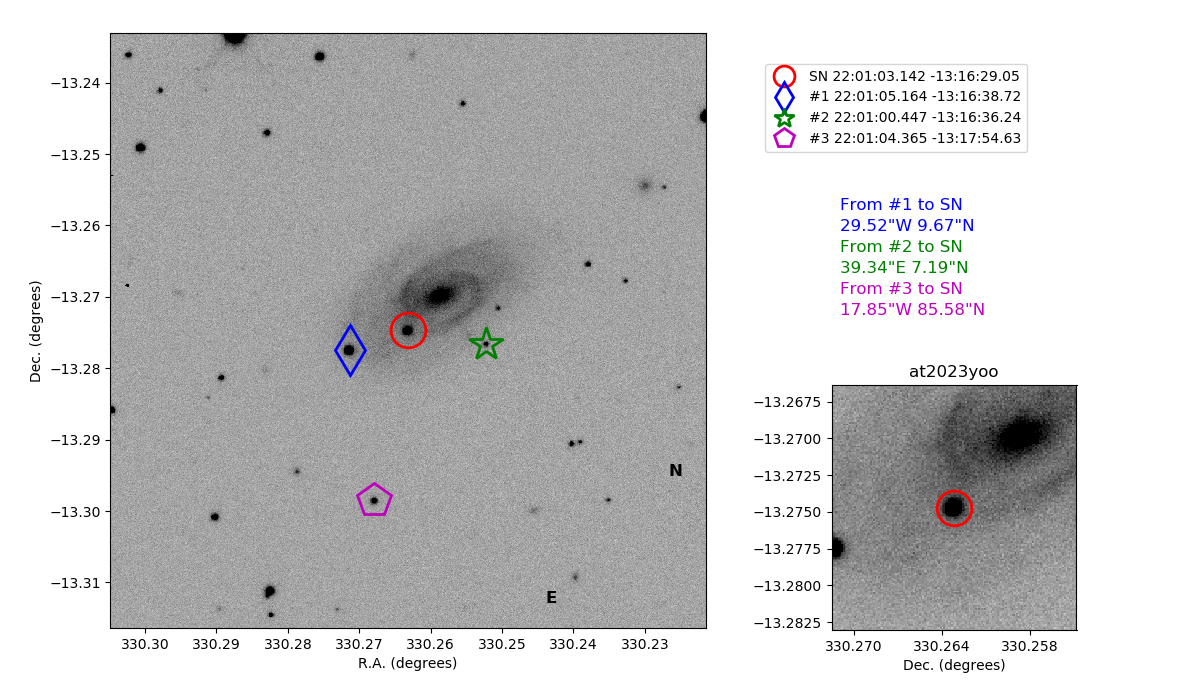 −13.24
−13.25
−13.26
−13.27
−13.28
−13.29
−13.30
−13.31
Dec. (degrees)
330.30
330.29
330.28
330.27
330.26
330.25
330.24
330.23
R.A. (degrees)
N
E
SN 22:01:03.142 -13:16:29.05
#1 22:01:05.164 -13:16:38.72
#2 22:01:00.447 -13:16:36.24
#3 22:01:04.365 -13:17:54.63
From #1 to SN
29.52"W 9.67"N
From #2 to SN
39.34"E 7.19"N
From #3 to SN
17.85"W 85.58"N
at2023yoo
−13.2675
−13.2700
−13.2725
−13.2750
−13.2775
−13.2800
−13.2825
330.270
330.264
330.258
Dec. (degrees)